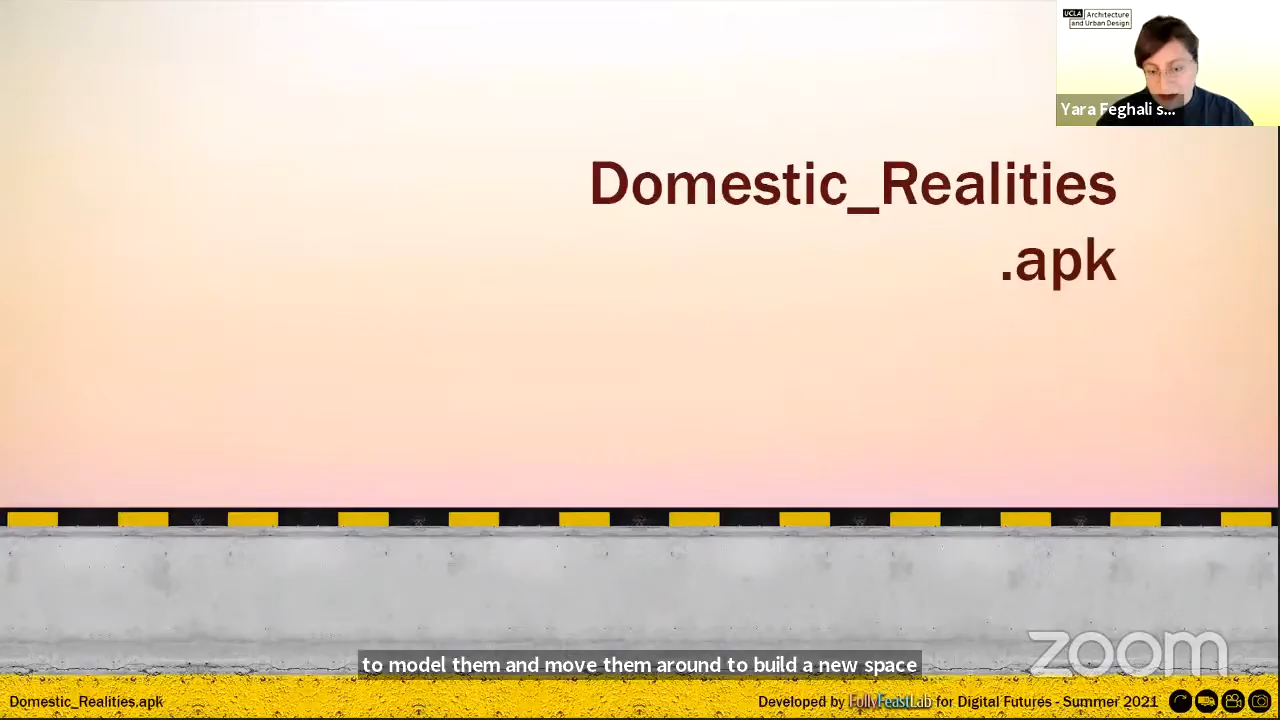 UCLA Architecture
and Urban Design
Yara Feghali s...
Domestic_Realities
.apk
zoom
to model them and move them around to build a new space
Domestic_Realities.apk
Developed by FollyFeastLab for Digital Futures - Summer 2021